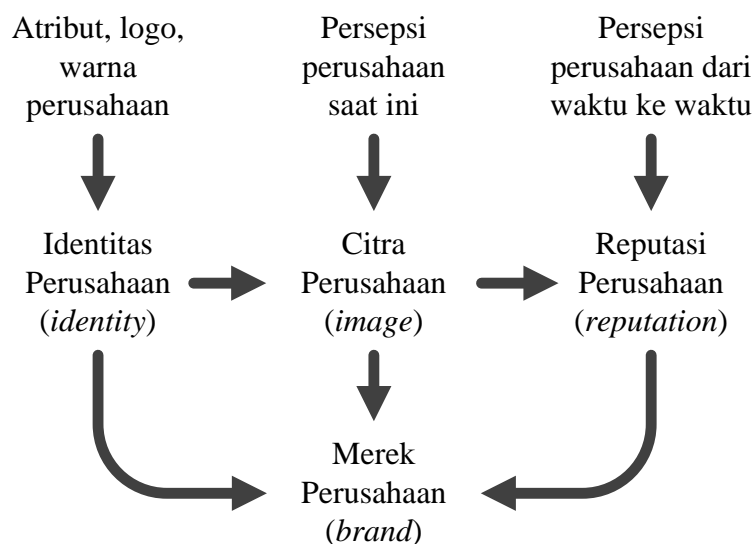 Atribut, logo,
warna
perusahaan
Persepsi
perusahaan
saat ini
Persepsi
perusahaan dari
waktu ke waktu
Identitas
Perusahaan
(identity)
Citra
Perusahaan
(image)
Reputasi
Perusahaan
(reputation)
Merek
Perusahaan
(brand)